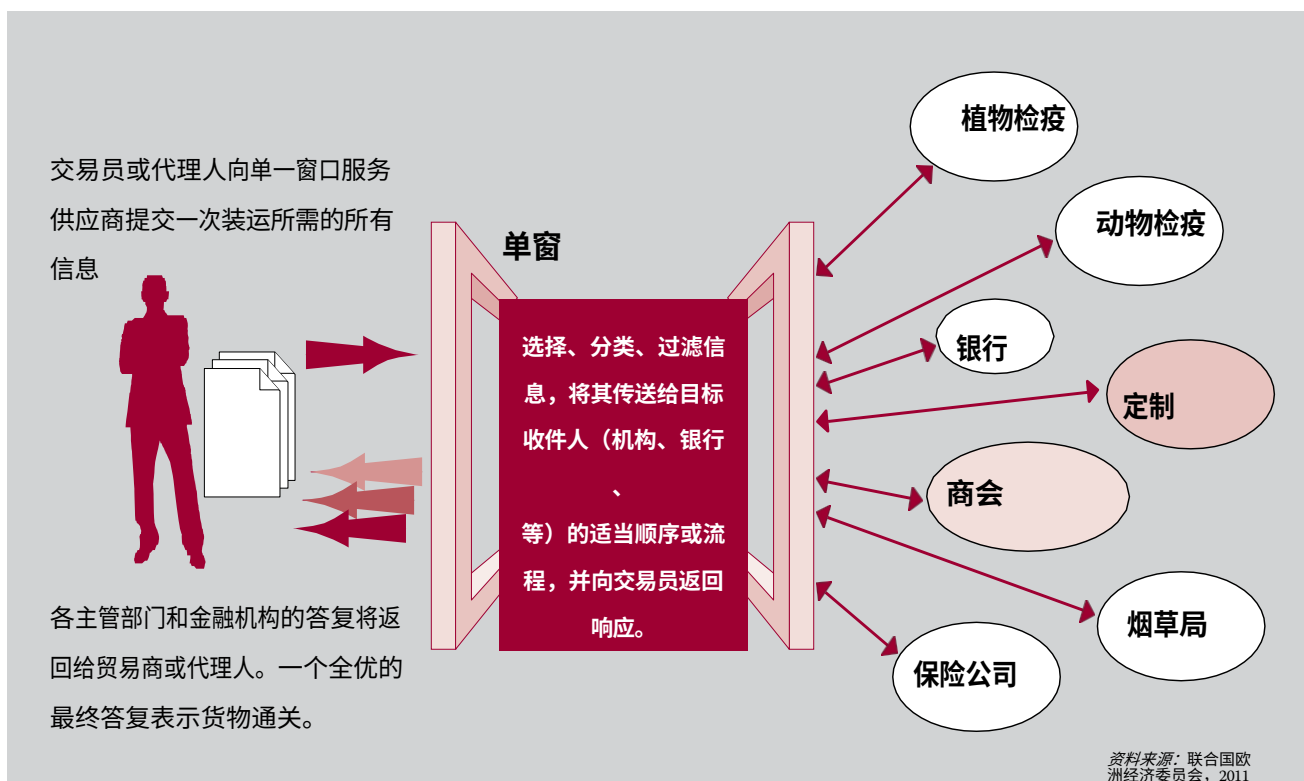 交易员或代理人向单一窗口服务
供应商提交一次装运所需的所有
信息
单窗
选择、分类、过滤信
息，将其传送给目标
收件人（机构、银行
、
等）的适当顺序或流
程，并向交易员返回
响应。
各主管部门和金融机构的答复将返
回给贸易商或代理人。一个全优的
最终答复表示货物通关。
植物检疫
动物检疫
银行
定制
商会
烟草局
保险公司
资料来源：联合国欧
洲经济委员会，2011